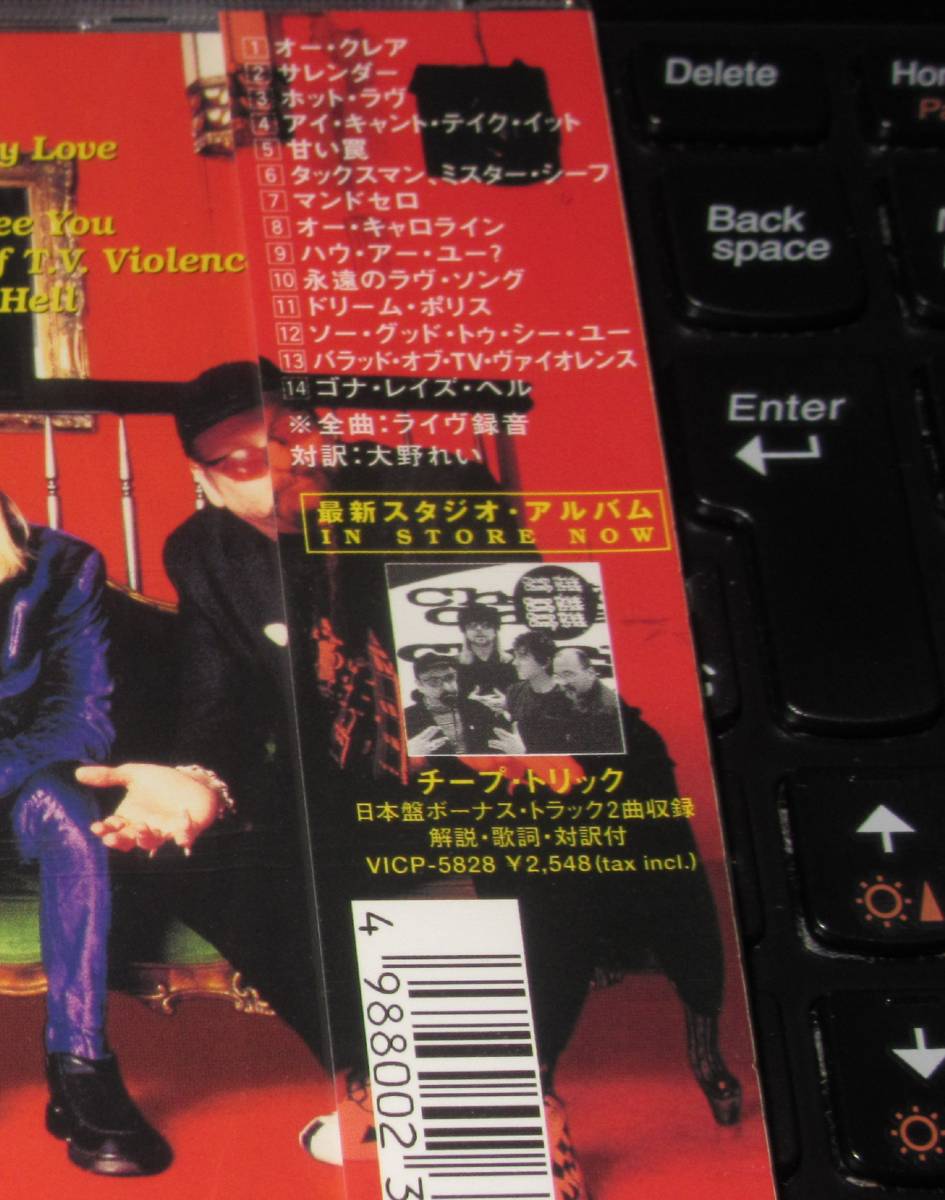 y Love
ee You
f T.V. Violenc
Hell
1 オー・クレア
2 サレンダー
3 ホット・ラヴ
4 アイ・キャント・テイク・イット
5 甘い罠
6 タックスマン、ミスター・シーフ
7 マンドセロ
8 オー・キャロライン
9 ハウ・アー・ユー?
10 永遠のラヴ・ソング
11 ドリーム・ポリス
12 ソー・グッド・トゥ・シー・ユー
13 バラッド・オブ・TV・ヴァイオレンス
14 ゴナ・レイズ・ヘル
※全曲:ライヴ録音
対訳:大野れい
最新スタジオ・アルバム
IN STORE NOW
チープ・トリック
日本盤ボーナス・トラック2曲収録
解説・歌詞・対訳付
VICP-5828 ¥2,548(tax incl.)
4 988002 3
Delete
Hom
Back
space
Enter